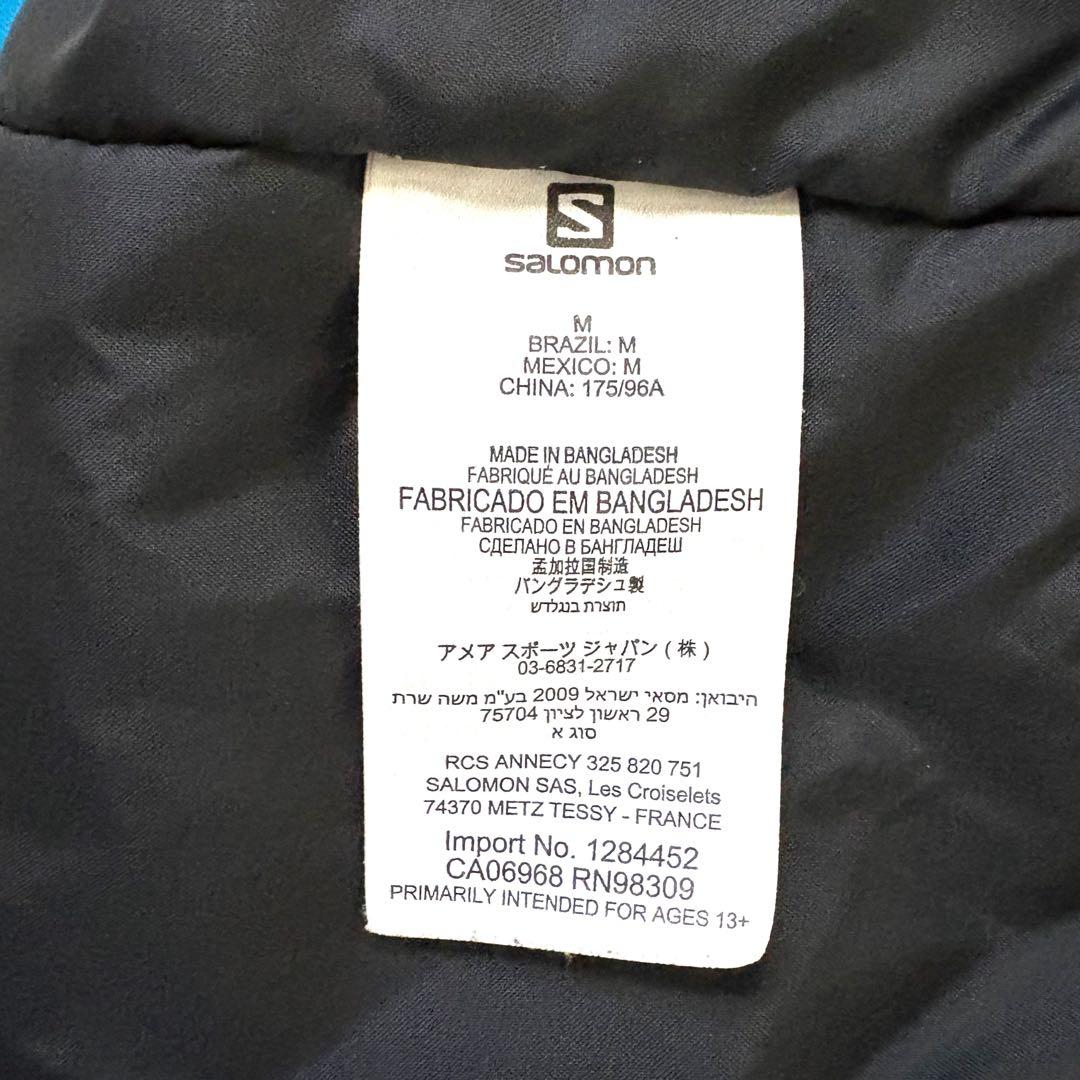 S
SALOMON
M
BRAZIL: M
MEXICO: M
CHINA: 175/96A
MADE IN BANGLADESH
FABRIQUÉ AU BANGLADESH
FABRICADO EM BANGLADESH
FABRICADO EN BANGLADESH
СДЕЛАНО В БАНГЛАДЕШ
孟加拉国制造
バングラデシュ製
תוצרת בנגלדש
アメア スポーツ ジャパン ( 株 )
03-6831-2717
היבואן: מסאי ישראל 2009 בע"מ משה שרת
29 ראשון לציון 75704
סוג א
RCS ANNECY 325 820 751
SALOMON SAS, Les Croiselets
74370 METZ TESSY - FRANCE
Import No. 1284452
CA06968 RN98309
PRIMARILY INTENDED FOR AGES 13+